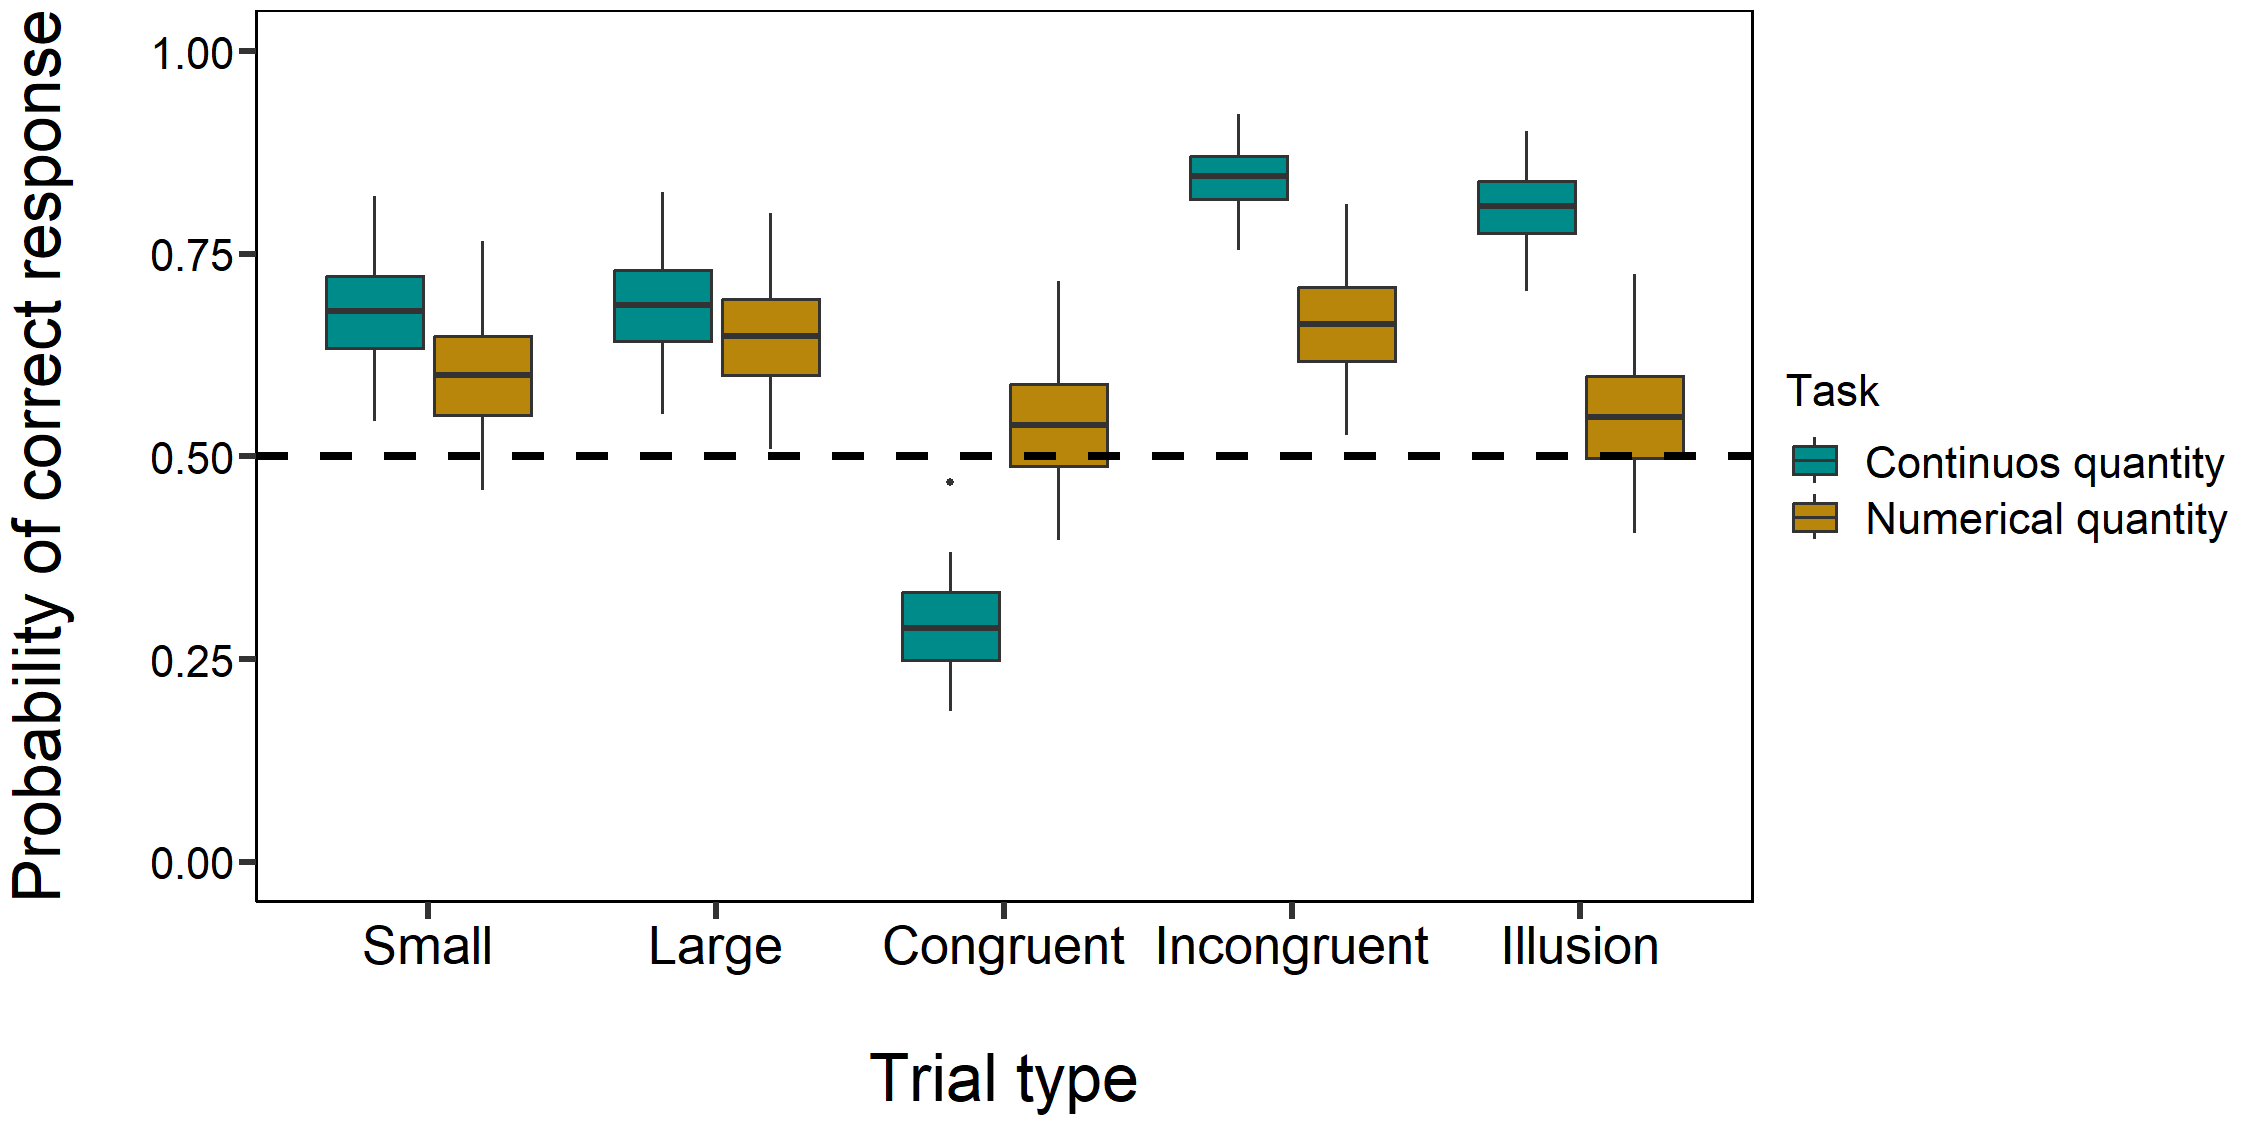 Probability of correct response
1.00
0.75
0.50
0.25
0.00
Small Large Congruent Incongruent Illusion
Trial type
Task
Continuos quantity
Numerical quantity